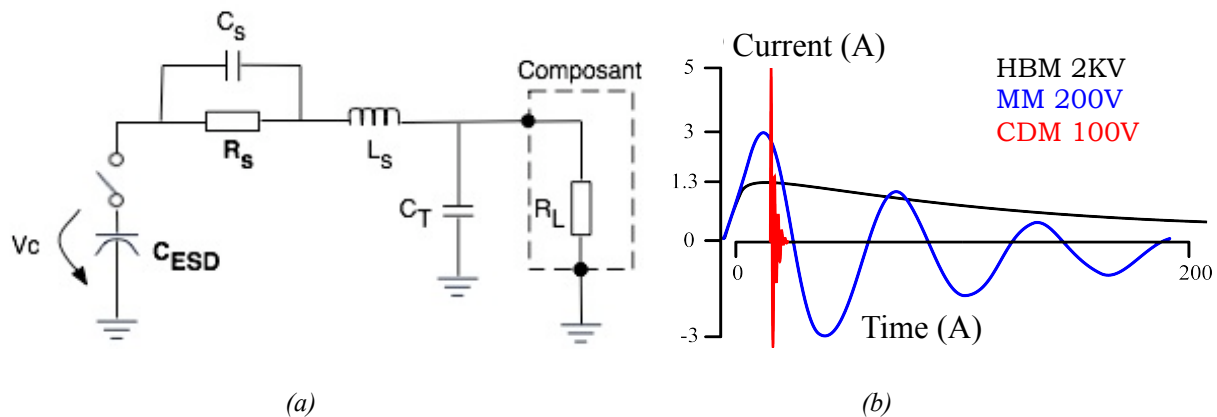 C_S
R_S
L_S
C_T
Composant
R_L
Vc
C_ESD
(a)
Current (A)
HBM 2KV
MM 200V
CDM 100V
5
3
1.3
0
-3
0
200
Time (A)
(b)